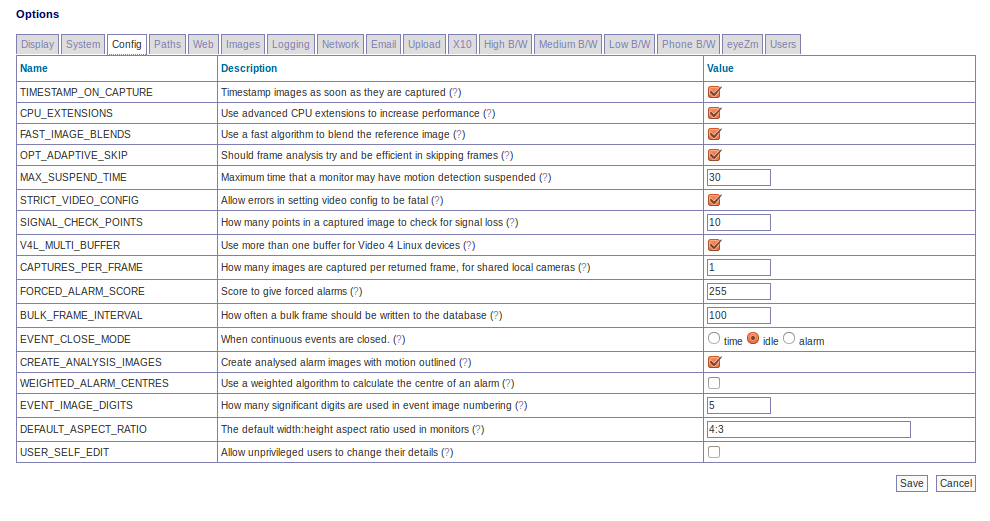 Options
Display System Config Paths Web Images Logging Network Email Upload X10 High B/W Medium B/W Low B/W Phone B/W eyeZm Users
Name Description Value
TIMESTAMP_ON_CAPTURE Timestamp images as soon as they are captured (?)
CPU_EXTENSIONS Use advanced CPU extensions to increase performance (?)
FAST_IMAGE_BLENDS Use a fast algorithm to blend the reference image (?)
OPT_ADAPTIVE_SKIP Should frame analysis try and be efficient in skipping frames (?)
MAX_SUSPEND_TIME Maximum time that a monitor may have motion detection suspended (?) 30
STRICT_VIDEO_CONFIG Allow errors in setting video config to be fatal (?)
SIGNAL_CHECK_POINTS How many points in a captured image to check for signal loss (?) 10
V4L_MULTI_BUFFER Use more than one buffer for Video 4 Linux devices (?)
CAPTURES_PER_FRAME How many images are captured per returned frame, for shared local cameras (?) 1
FORCED_ALARM_SCORE Score to give forced alarms (?) 255
BULK_FRAME_INTERVAL How often a bulk frame should be written to the database (?) 100
EVENT_CLOSE_MODE When continuous events are closed. (?) time idle alarm
CREATE_ANALYSIS_IMAGES Create analysed alarm images with motion outlined (?)
WEIGHTED_ALARM_CENTRES Use a weighted algorithm to calculate the centre of an alarm (?)
EVENT_IMAGE_DIGITS How many significant digits are used in event image numbering (?) 5
DEFAULT_ASPECT_RATIO The default width:height aspect ratio used in monitors (?) 4:3
USER_SELF_EDIT Allow unprivileged users to change their details (?)
Save Cancel